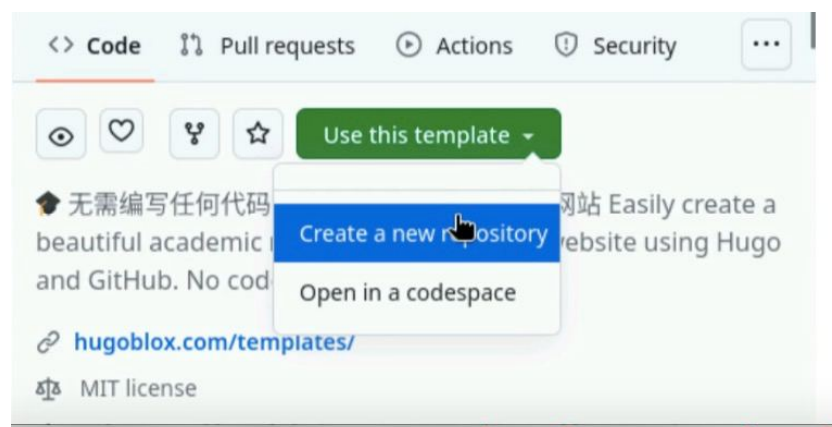 Code Pull requests Actions Security
Use this template
🎓 无需编写任何代码 网站 Easily create a
Create a new repository
beautiful academic website using Hugo
and GitHub. No cod
Open in a codespace
hugoblox.com/templates/
MIT license